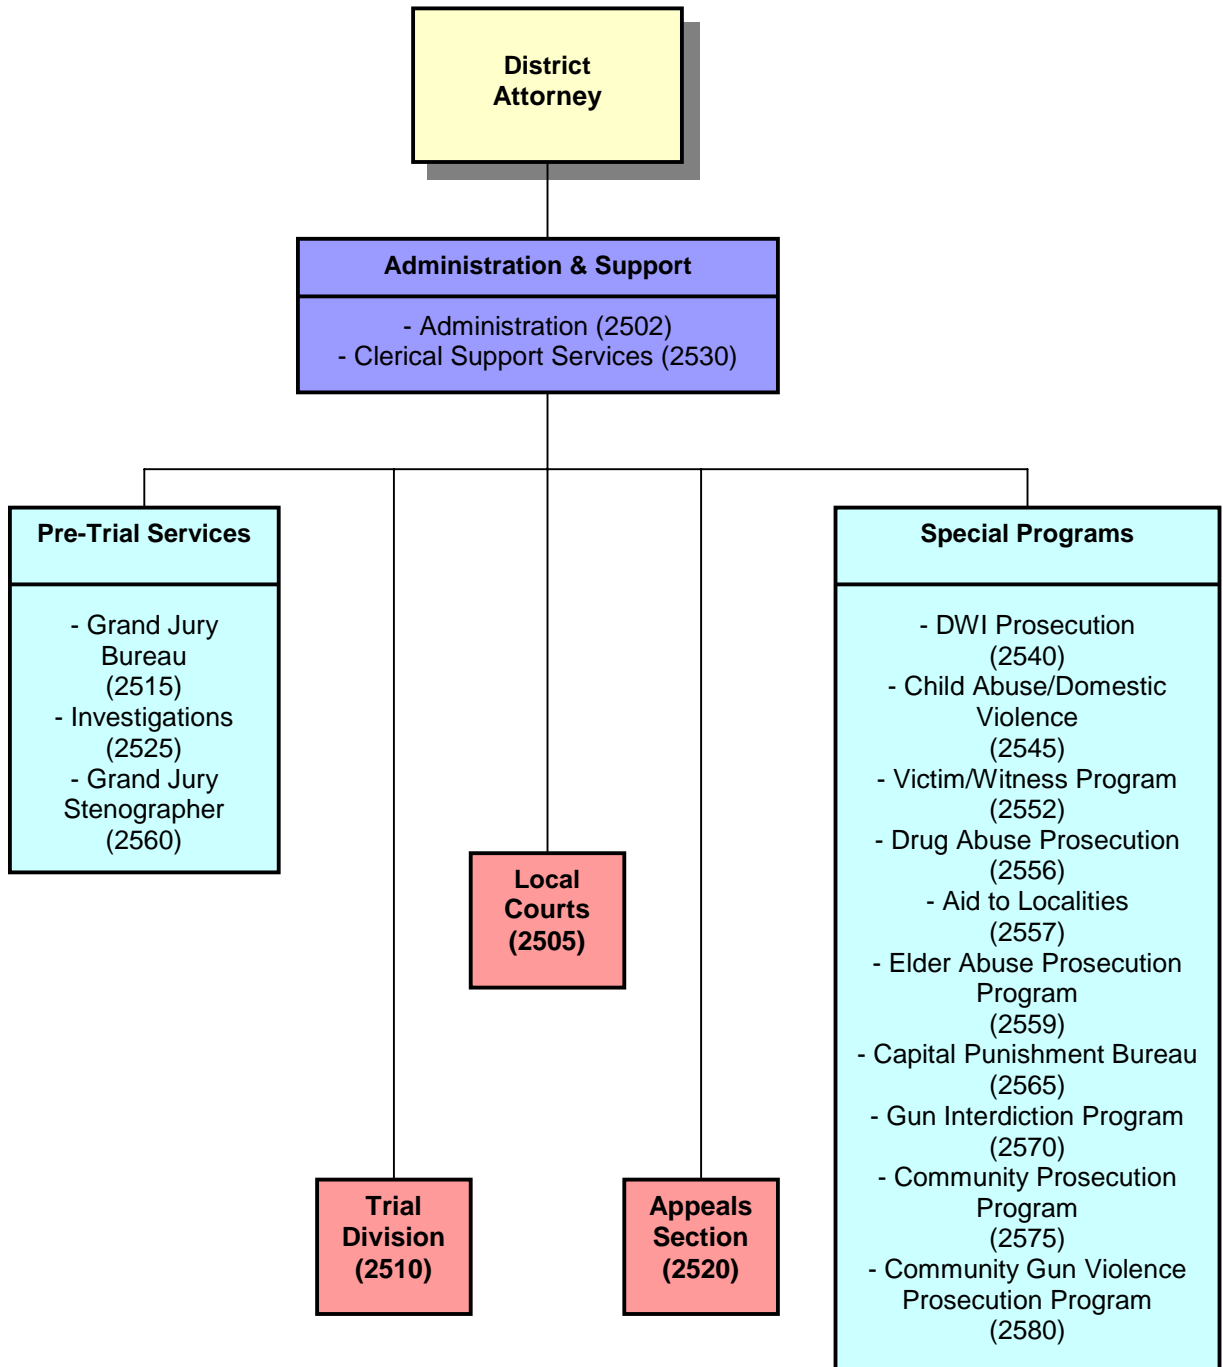 District
Attorney
Administration & Support
- Administration (2502)
- Clerical Support Services (2530)
Pre-Trial Services
- Grand Jury
Bureau
(2515)
- Investigations
(2525)
- Grand Jury
Stenographer
(2560)
Local
Courts
(2505)
Trial
Division
(2510)
Appeals
Section
(2520)
Special Programs
- DWI Prosecution
(2540)
- Child Abuse/Domestic
Violence
(2545)
- Victim/Witness Program
(2552)
- Drug Abuse Prosecution
(2556)
- Aid to Localities
(2557)
- Elder Abuse Prosecution
Program
(2559)
- Capital Punishment Bureau
(2565)
- Gun Interdiction Program
(2570)
- Community Prosecution
Program
(2575)
- Community Gun Violence
Prosecution Program
(2580)